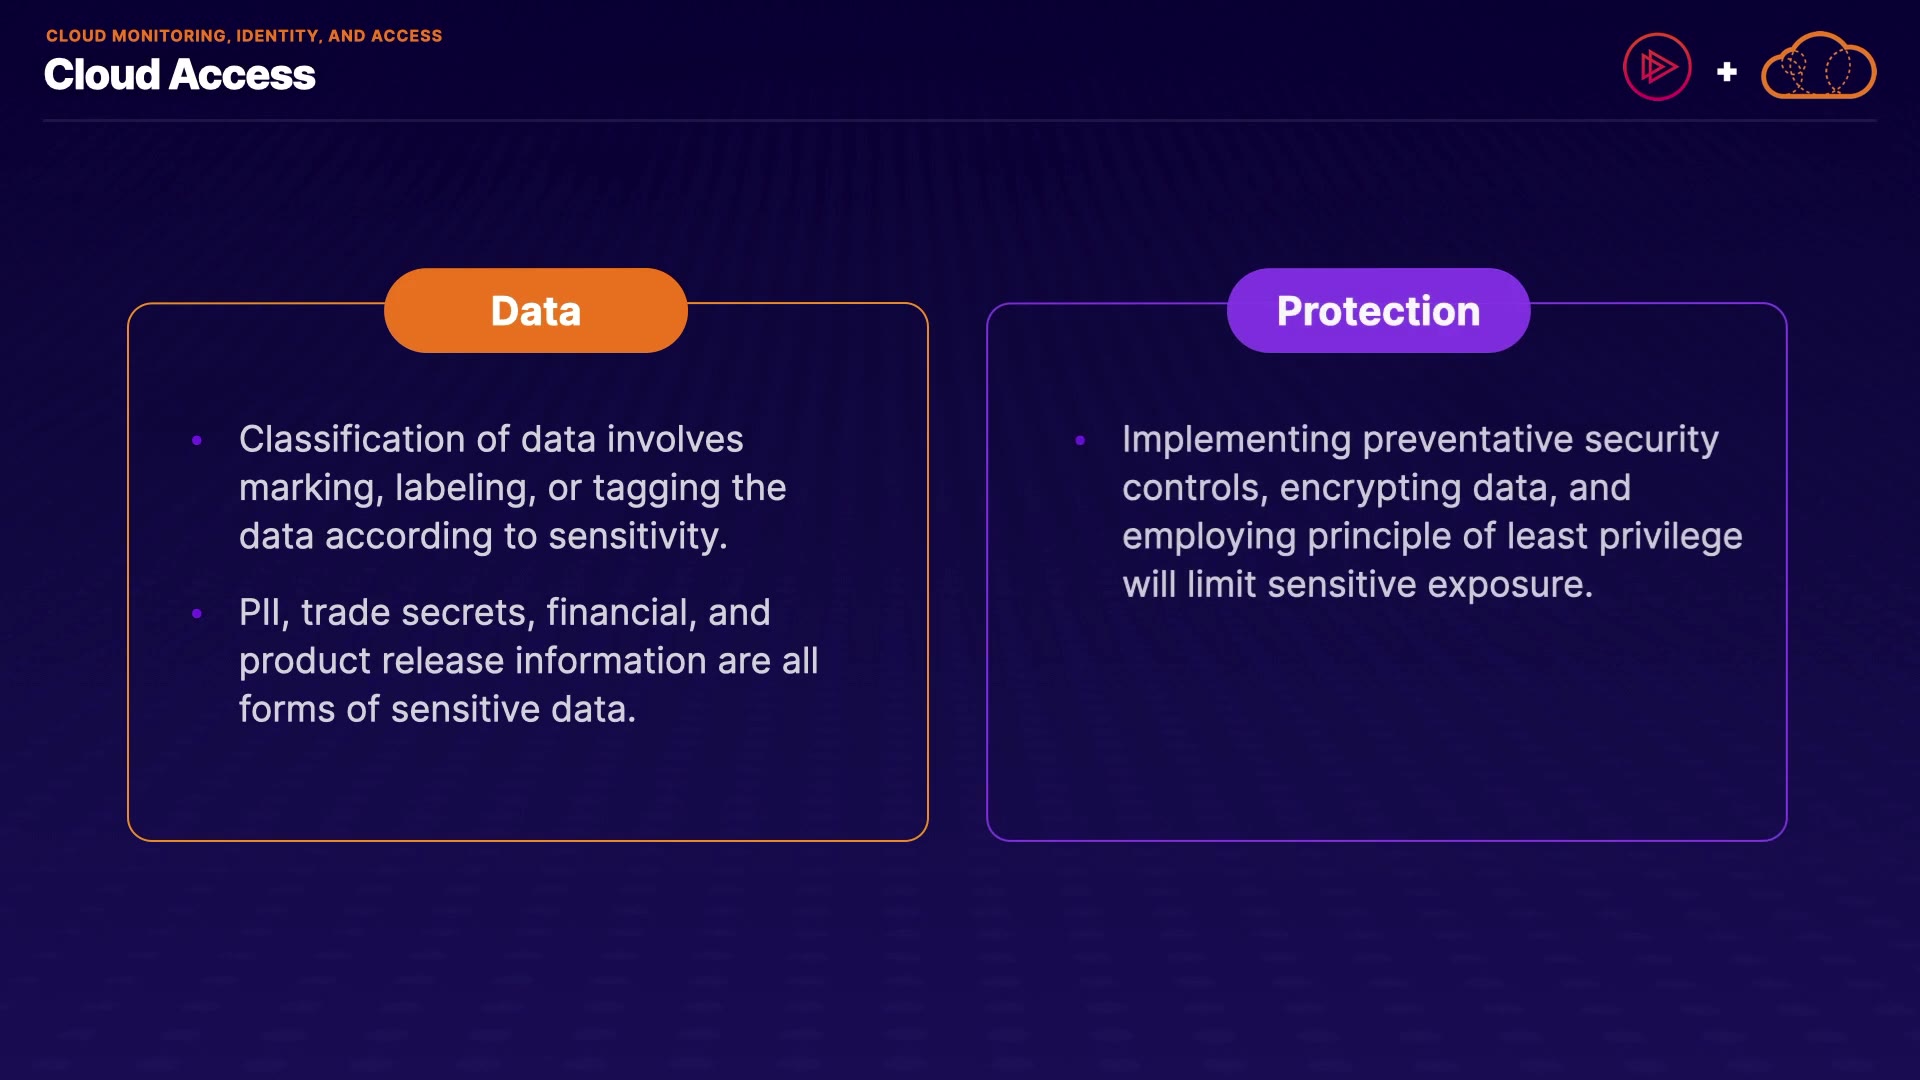 CLOUD MONITORING, IDENTITY, AND ACCESS
Cloud Access
Data
Classification of data involves
marking, labeling, or tagging the
data according to sensitivity.
PII, trade secrets, financial, and
product release information are all
forms of sensitive data.
Protection
Implementing preventative security
controls, encrypting data, and
employing principle of least privilege
will limit sensitive exposure.